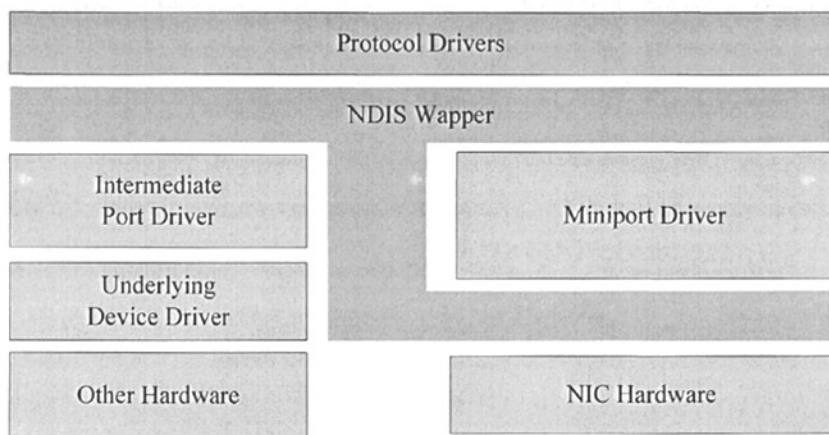 Protocol Drivers
NDIS Wapper
Intermediate
Port Driver
Miniport Driver
Underlying
Device Driver
Other Hardware
NIC Hardware